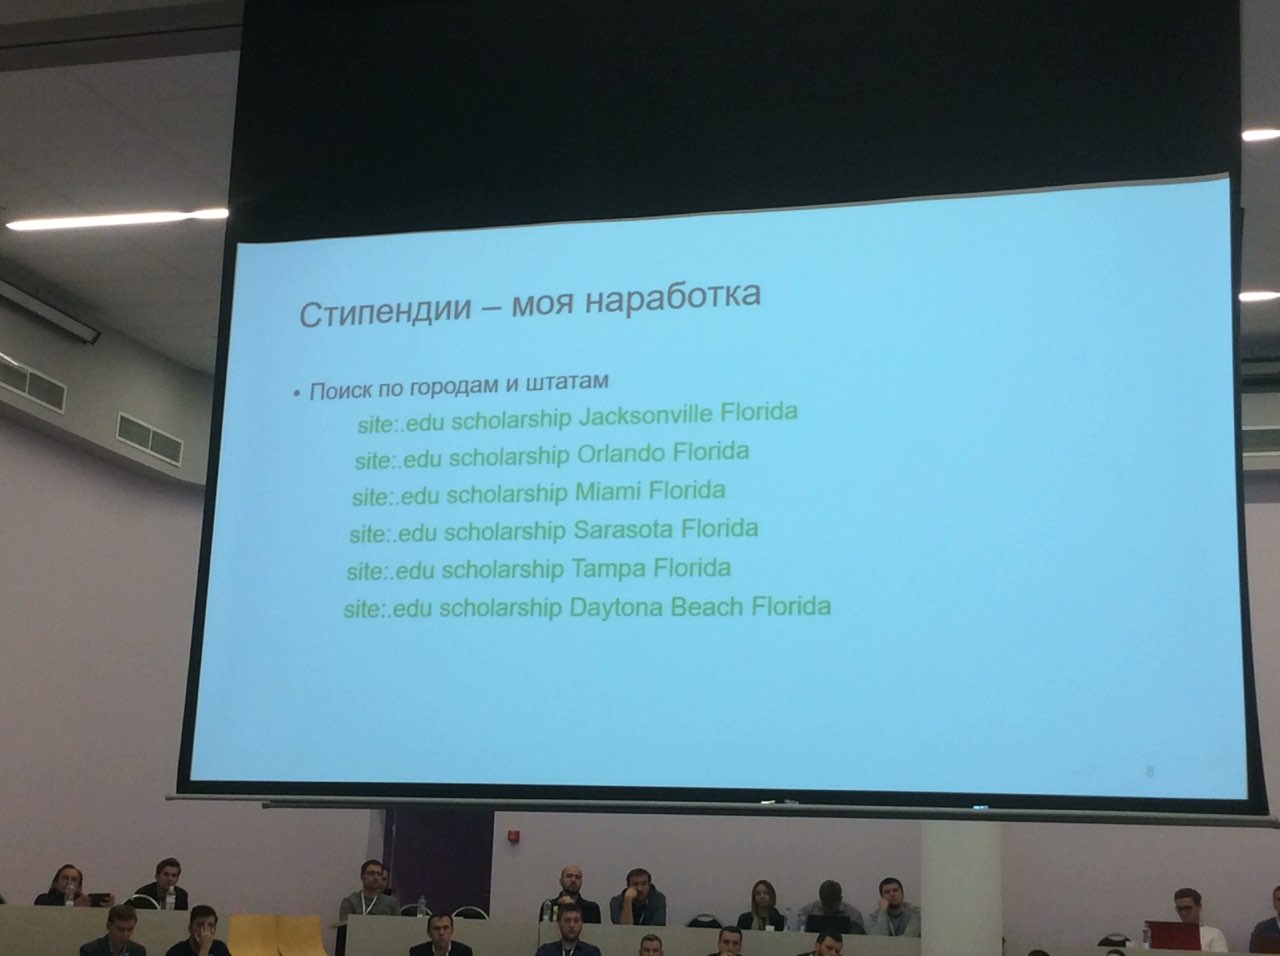 Стипендии – моя наработка
• Поиск по городам и штатам
site:.edu scholarship Jacksonville Florida
site:.edu scholarship Orlando Florida
site:.edu scholarship Miami Florida
site:.edu scholarship Sarasota Florida
site:.edu scholarship Tampa Florida
site:.edu scholarship Daytona Beach Florida
8